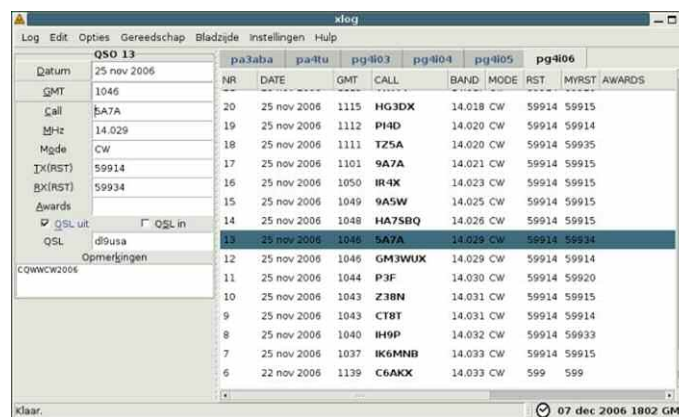 xlog
Log Edit Opties Gereedschap Bladzijde Instellingen Hulp
QSO 13
Datum 25 nov 2006
GMT 1046
Call 5A7A
MHz 14.029
Mode CW
TX(RST) 59914
RX(RST) 59934
Awards
QSL uit QSL in
QSL dl9usa
Opmerkingen
CQWWCW2006
pa3aba pa4tu pg4i03 pg4i04 pg4i05 pg4i06
NR DATE GMT CALL BAND MODE RST MYRST AWARDS
20 25 nov 2006 1115 HG3DX 14.018 CW 59914 59915
19 25 nov 2006 1112 PI4D 14.020 CW 59914 59914
18 25 nov 2006 1111 TZ5A 14.020 CW 59914 59935
17 25 nov 2006 1101 9A7A 14.021 CW 59914 59915
16 25 nov 2006 1050 IR4X 14.023 CW 59914 59915
15 25 nov 2006 1049 9A5W 14.025 CW 59914 59915
14 25 nov 2006 1048 HA7SBQ 14.026 CW 59914 59915
13 25 nov 2006 1046 5A7A 14.029 CW 59914 59934
12 25 nov 2006 1046 GM3WUX 14.029 CW 59914 59914
11 25 nov 2006 1044 P3F 14.030 CW 59914 59920
10 25 nov 2006 1043 Z38N 14.031 CW 59914 59915
9 25 nov 2006 1043 CT8T 14.031 CW 59914 59914
8 25 nov 2006 1040 IH9P 14.032 CW 59914 59933
7 25 nov 2006 1037 IK6MNB 14.033 CW 59914 59915
6 22 nov 2006 1139 C6AKX 14.033 CW 599 599
Klaar.
07 dec 2006 1802 GM